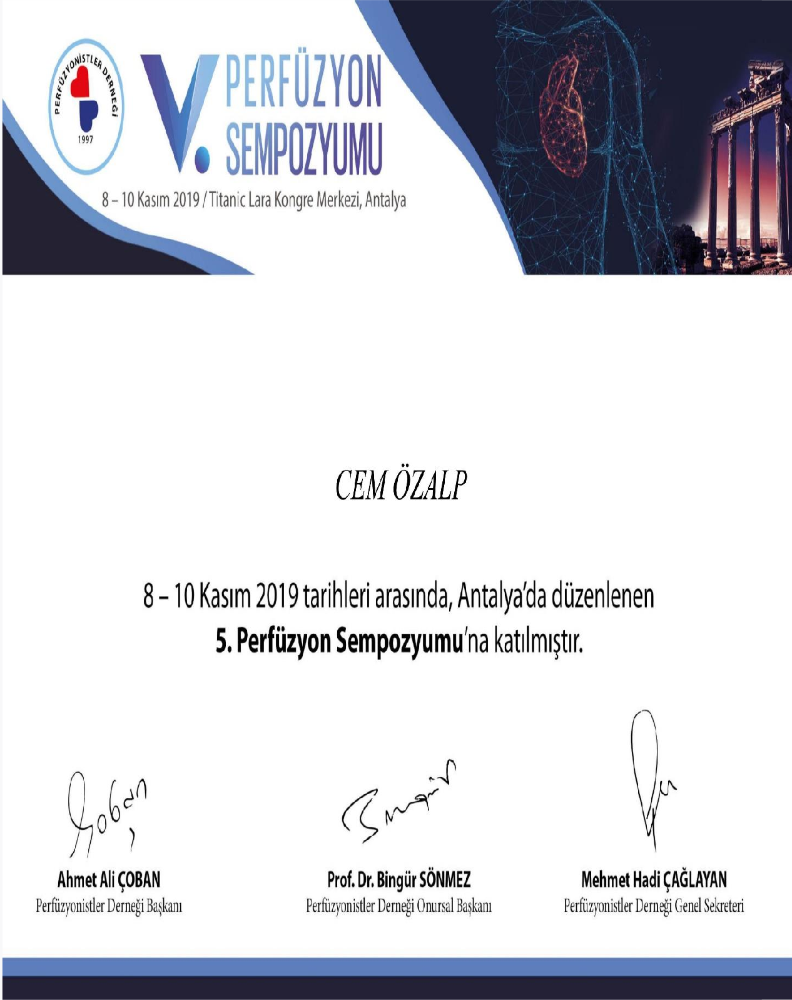 PERFÜZYONİSTLER DERNEĞİ
1997
V. PERFÜZYON
SEMPOZYUMU
8 – 10 Kasım 2019 / Titanic Lara Kongre Merkezi, Antalya
CEM ÖZALP
8 – 10 Kasım 2019 tarihleri arasında, Antalya’da düzenlenen
5. Perfüzyon Sempozyumu’na katılmıştır.
Ahmet Ali ÇOBAN
Perfüzyonistler Derneği Başkanı
Prof. Dr. Bingür SÖNMEZ
Perfüzyonistler Derneği Onursal Başkanı
Mehmet Hadi ÇAĞLAYAN
Perfüzyonistler Derneği Genel Sekreteri